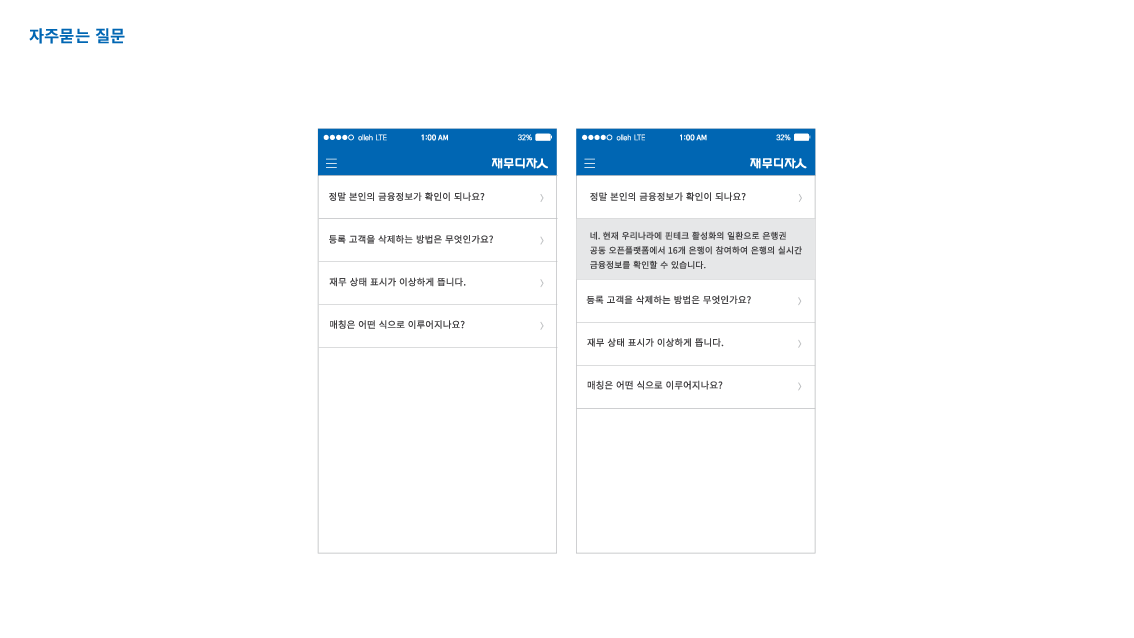 자주묻는 질문
olleh LTE 1:00 AM 32%
재무디자人
정말 본인의 금융정보가 확인이 되나요?
등록 고객을 삭제하는 방법은 무엇인가요?
재무 상태 표시가 이상하게 뜹니다.
매칭은 어떤 식으로 이루어지나요?
olleh LTE 1:00 AM 32%
재무디자人
정말 본인의 금융정보가 확인이 되나요?
네. 현재 우리나라에 핀테크 활성화의 일환으로 은행권
공동 오픈플랫폼에서 16개 은행이 참여하여 은행의 실시간
금융정보를 확인할 수 있습니다.
등록 고객을 삭제하는 방법은 무엇인가요?
재무 상태 표시가 이상하게 뜹니다.
매칭은 어떤 식으로 이루어지나요?